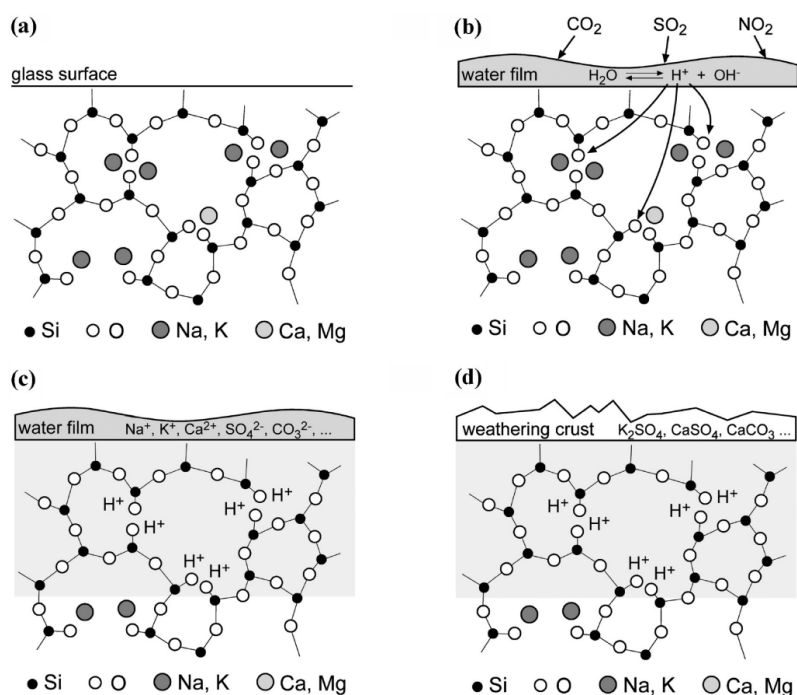 (a)
glass surface
Si O Na, K Ca, Mg
(b)
CO2 SO2 NO2
water film H2O ⇌ H+ + OH-
Si O Na, K Ca, Mg
(c)
water film Na+, K+, Ca2+, SO42-, CO32-, ...
H+
H+
H+
H+
H+
H+
Si O Na, K Ca, Mg
(d)
weathering crust K2SO4, CaSO4, CaCO3 ...
H+
H+
H+
H+
H+
H+
Si O Na, K Ca, Mg